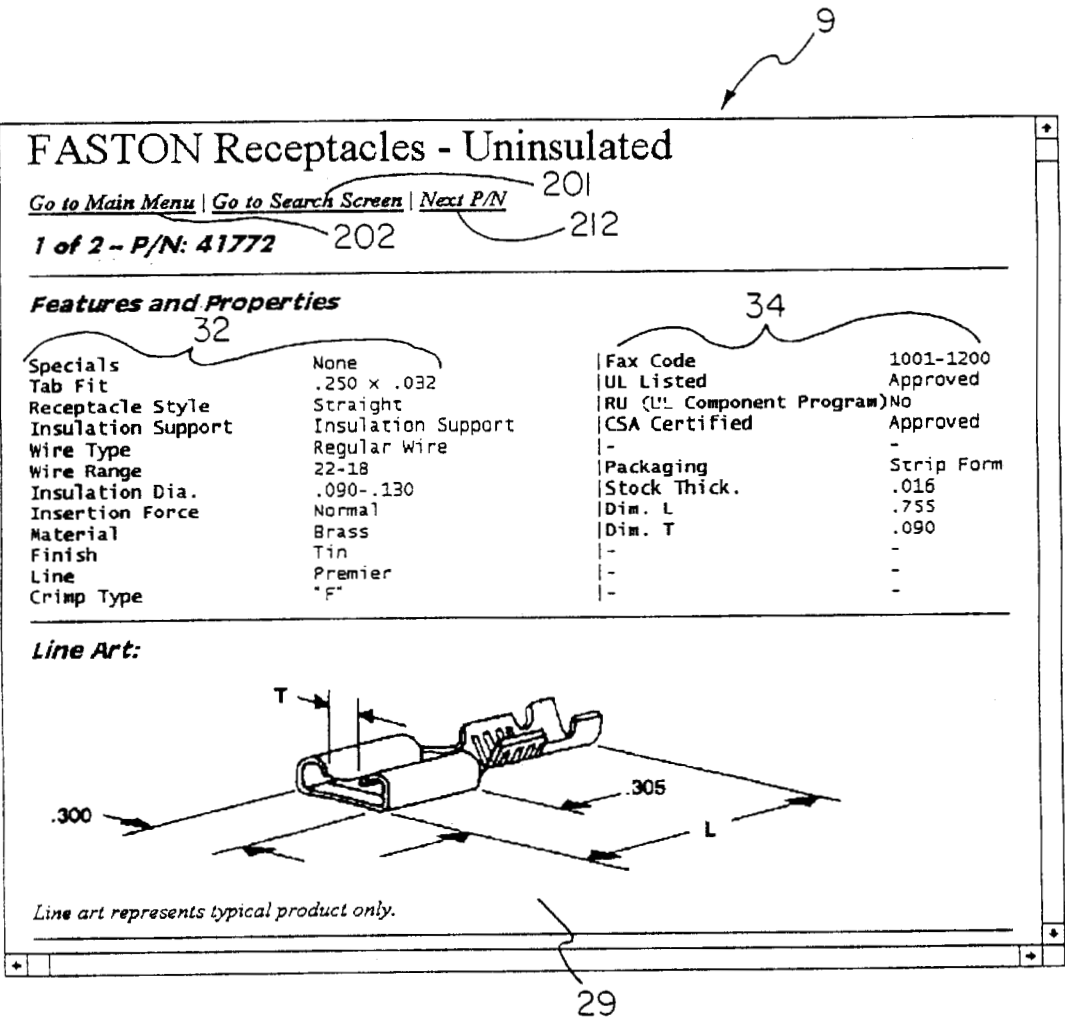 9
FASTON Receptacles - Uninsulated
201
Go to Main Menu | Go to Search Screen | Next P/N
202
212
1 of 2 -- P/N: 41772
Features and Properties
32
34
Specials None |Fax Code 1001-1200
Tab Fit .250 x .032 |UL Listed Approved
Receptacle Style Straight |RU (UL Component Program)No
Insulation Support Insulation Support |CSA Certified Approved
Wire Type Regular Wire |- -
Wire Range 22-18 |Packaging Strip Form
Insulation Dia. .090-.130 |Stock Thick. .016
Insertion Force Normal |Dim. L .755
Material Brass |Dim. T .090
Finish Tin |- -
Line Premier |- -
Crimp Type "F" |- -
Line Art:
T
.305
.300
L
Line art represents typical product only.
29